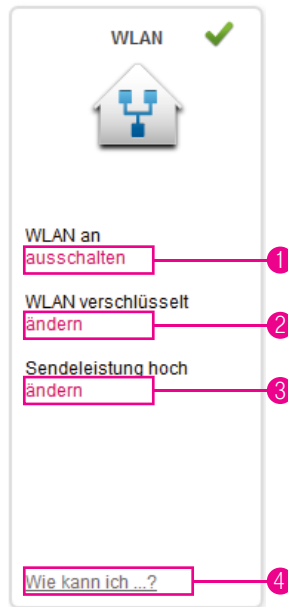 WLAN
WLAN an
ausschalten
1
WLAN verschlüsselt
ändern
2
Sendeleistung hoch
ändern
3
Wie kann ich ...?
4